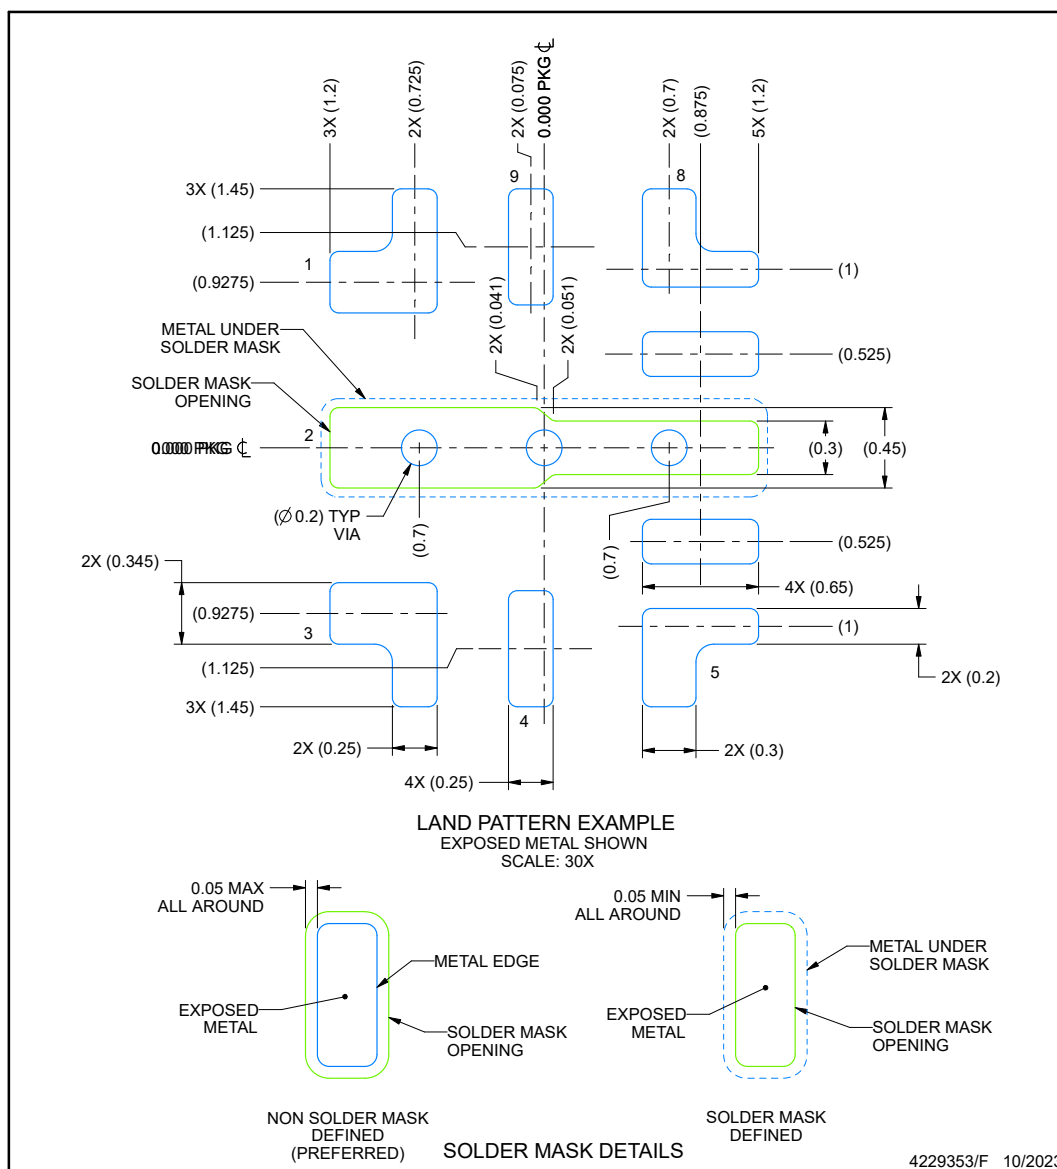 3X (1.2)
2X (0.725)
2X (0.075)
0.000 PKG ℄
2X (0.7)
(0.875)
5X (1.2)
3X (1.45)
9
8
(1.125)
1
(0.9275)
(1)
2X (0.041)
2X (0.051)
METAL UNDER
SOLDER MASK
(0.525)
SOLDER MASK
OPENING
2
0.000 PKG ℄
(0.3)
(0.45)
(Ø 0.2) TYP
VIA
(0.7)
(0.7)
(0.525)
2X (0.345)
4X (0.65)
(0.9275)
3
(1)
(1.125)
5
2X (0.2)
3X (1.45)
4
2X (0.25)
2X (0.3)
4X (0.25)
LAND PATTERN EXAMPLE
EXPOSED METAL SHOWN
SCALE: 30X
0.05 MAX
ALL AROUND
METAL EDGE
EXPOSED
METAL
SOLDER MASK
OPENING
NON SOLDER MASK
DEFINED
(PREFERRED)
0.05 MIN
ALL AROUND
METAL UNDER
SOLDER MASK
EXPOSED
METAL
SOLDER MASK
OPENING
SOLDER MASK
DEFINED
SOLDER MASK DETAILS
4229353/F 10/2023